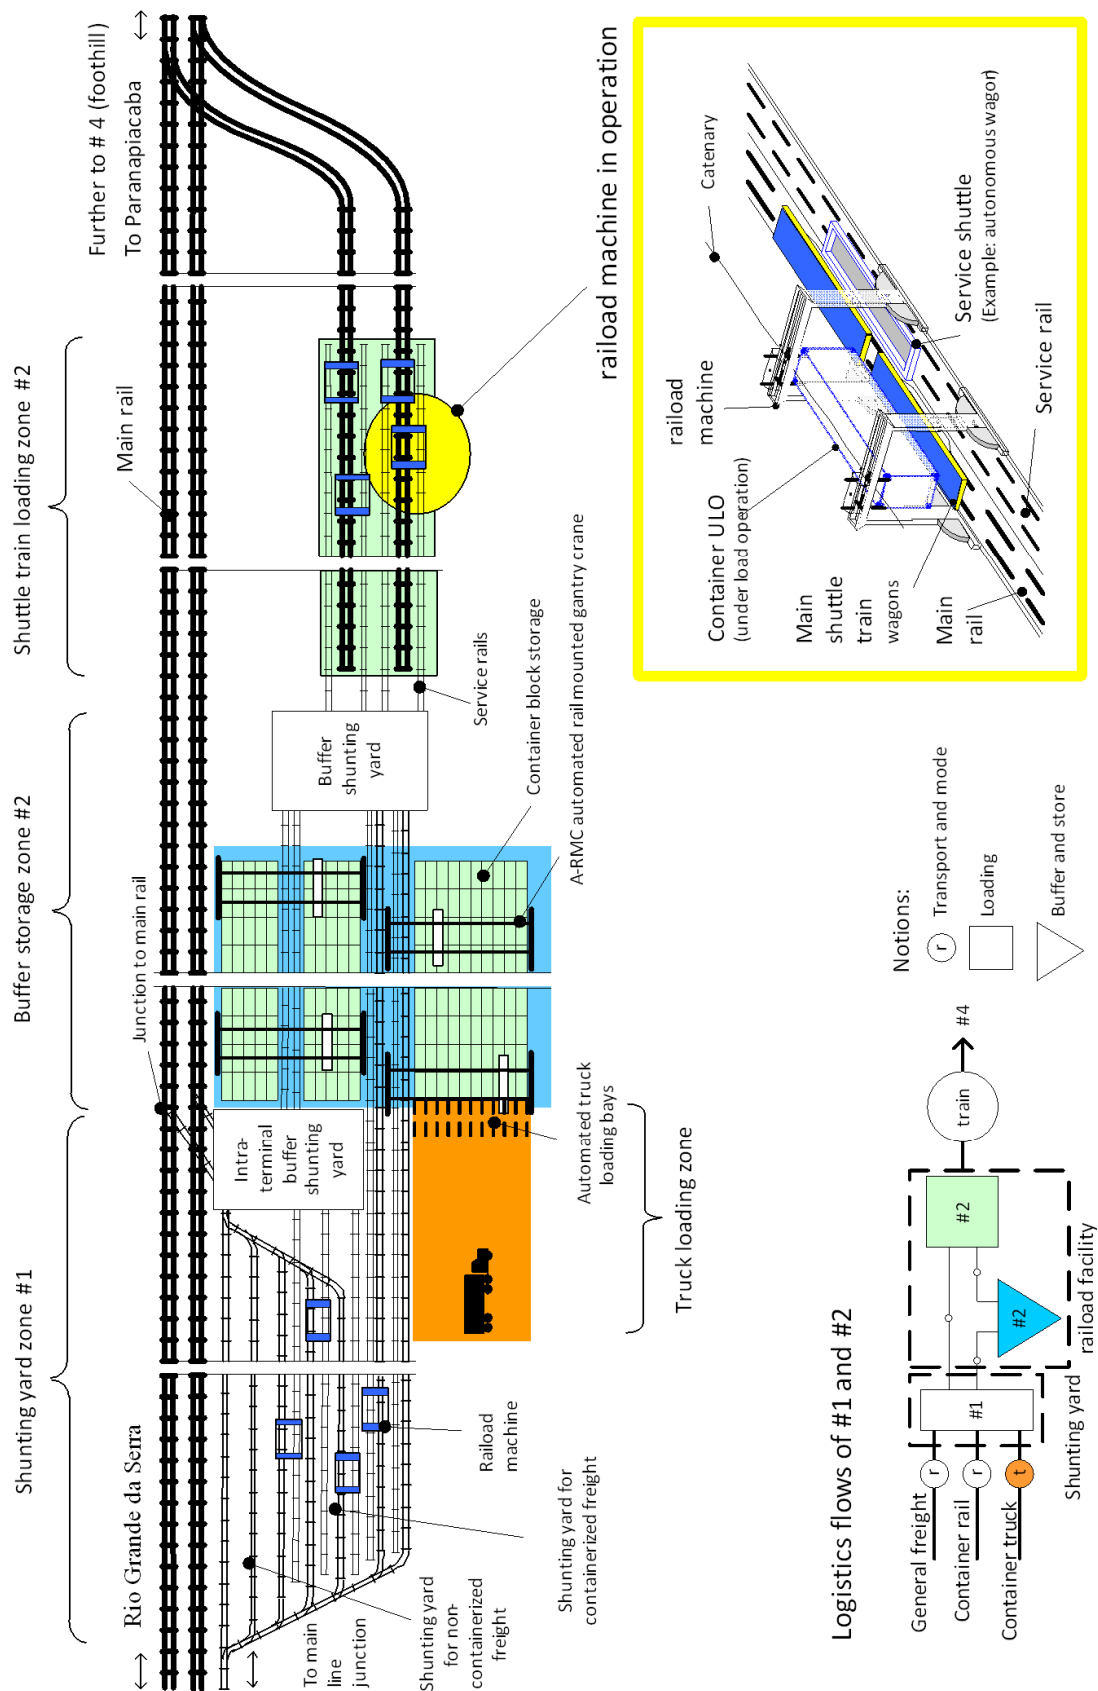 Shunting yard zone #1
Buffer storage zone #2
Shuttle train loading zone #2
Rio Grande da Serra
Junction to main rail
Main rail
Further to # 4 (foothill)
To Paranapiacaba
Intra-
terminal
buffer
shunting
yard
Buffer
shunting
yard
Service rails
Container block storage
A-RMC automated rail mounted gantry crane
Automated truck
loading bays
Truck loading zone
Raiload
machine
Shunting yard for
containerized freight
Shunting yard
for non-
containerized
freight
To main
line
junction
raiload machine in operation
Catenary
raiload
machine
Container ULO
(under load operation)
Main
shuttle
train
wagons
Main
rail
Service shuttle
(Example: autonomous wagon)
Service rail
Logistics flows of #1 and #2
General freight
r
Container rail
r
Container truck
t
#1
Shunting yard
#2
#2
raiload facility
train
#4
Notions:
r
Transport and mode
Loading
Buffer and store